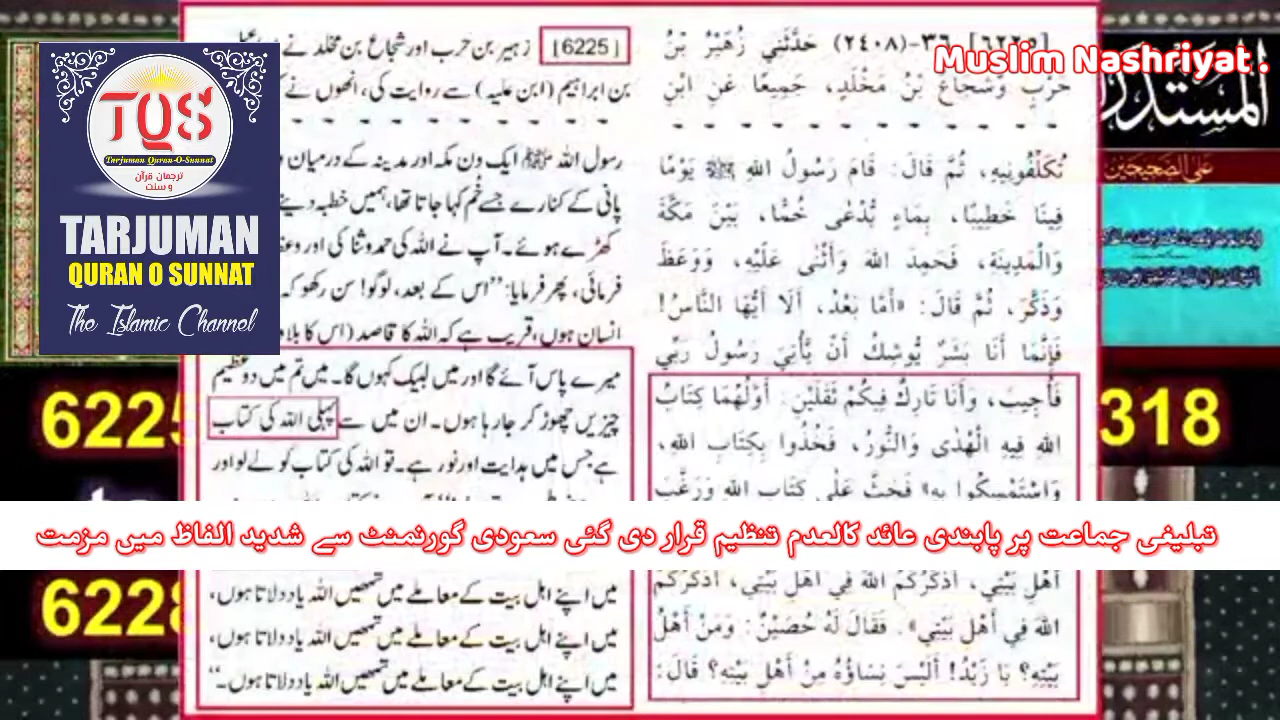 Muslim Nashriyat .
TQS
Tarjuman Quran-O-Sunnat
ترجمان قرآن
و سنت
TARJUMAN
QURAN O SUNNAT
The Islamic Channel
المستدرك
على الصحيحين
6225
318
6228
[6225] زہیر بن حرب اور شجاع بن مخلد نے
بن ابراہیم (ابن علیہ) سے روایت کی، انھوں نے
رسول اللہ ﷺ ایک دن مکہ اور مدینہ کے درمیان
پانی کے کنارے جسے خُم کہا جاتا تھا، ہمیں خطبہ دینے
کھڑے ہوئے۔ آپ نے اللہ کی حمد و ثنا کی اور
فرمائی، پھر فرمایا: ’’اس کے بعد، لوگو! سن رکھو کہ
انسان ہوں، قریب ہے کہ اللہ کا قاصد (اس کا
میرے پاس آئے گا اور میں لبیک کہوں گا۔ میں تم میں دو عظیم
چیزیں چھوڑ کر جا رہا ہوں۔ ان میں سے پہلی اللہ کی کتاب
ہے جس میں ہدایت اور نور ہے۔ تو اللہ کی کتاب کو لے لو اور
میں اپنے اہل بیت کے معاملے میں تمھیں اللہ یاد دلاتا ہوں،
میں اپنے اہل بیت کے معاملے میں تمھیں اللہ یاد دلاتا ہوں،
میں اپنے اہل بیت کے معاملے میں تمھیں اللہ یاد دلاتا ہوں۔‘‘
[٦٢٢٥] ٣٦-(٢٤٠٨) حَدَّثَنِي زُهَيْرُ بْنُ
حَرْبٍ وَّشُجَاعُ بْنُ مَخْلَدٍ، جَمِيعًا عَنِ ابْنِ
تُكَلِّفُونِيهِ، ثُمَّ قَالَ: قَامَ رَسُولُ اللهِ ﷺ يَوْمًا
فِينَا خَطِيبًا، بِمَاءٍ يُّدْعٰى خُمًّا، بَيْنَ مَكَّةَ
وَالْمَدِينَةِ، فَحَمِدَ اللهَ وَأَثْنٰى عَلَيْهِ، وَوَعَظَ
وَذَكَّرَ، ثُمَّ قَالَ: «أَمَّا بَعْدُ، أَلَا أَيُّهَا النَّاسُ!
فَإِنَّمَا أَنَا بَشَرٌ يُّوشِكُ أَنْ يَّأْتِيَ رَسُولُ رَبِّي
فَأُجِيبَ، وَأَنَا تَارِكٌ فِيكُمْ ثَقَلَيْنِ: أَوَّلُهُمَا كِتَابُ
اللهِ فِيهِ الْهُدٰى وَالنُّورُ، فَخُذُوا بِكِتَابِ اللهِ،
وَاسْتَمْسِكُوا بِهِ» فَحَثَّ عَلٰى كِتَابِ اللهِ وَرَغَّبَ
تبلیغی جماعت پر پابندی عائد کالعدم تنظیم قرار دی گئی سعودی گورنمنٹ سے شدید الفاظ میں مزمت
أَهْلِ بَيْتِي، أُذَكِّرُكُمُ اللهَ فِي أَهْلِ بَيْتِي، أُذَكِّرُكُمُ
اللهَ فِي أَهْلِ بَيْتِي». فَقَالَ لَهُ حُصَيْنٌ: وَمَنْ أَهْلُ
بَيْتِهِ؟ يَا زَيْدُ! أَلَيْسَ نِسَاؤُهُ مِنْ أَهْلِ بَيْتِهِ؟ قَالَ: